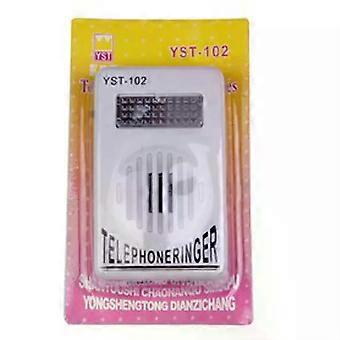 YST
YST-102
YST-102
TELEPHONERINGER
YONGSHENGTONG DIANZICHANG